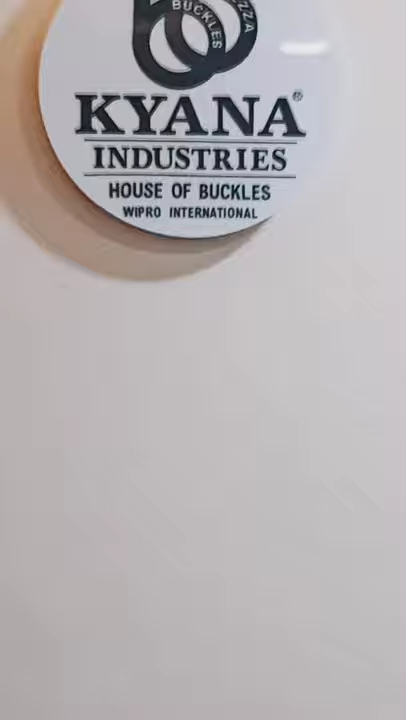 BUCKLES
KYANA®
INDUSTRIES
HOUSE OF BUCKLES
WIPRO INTERNATIONAL